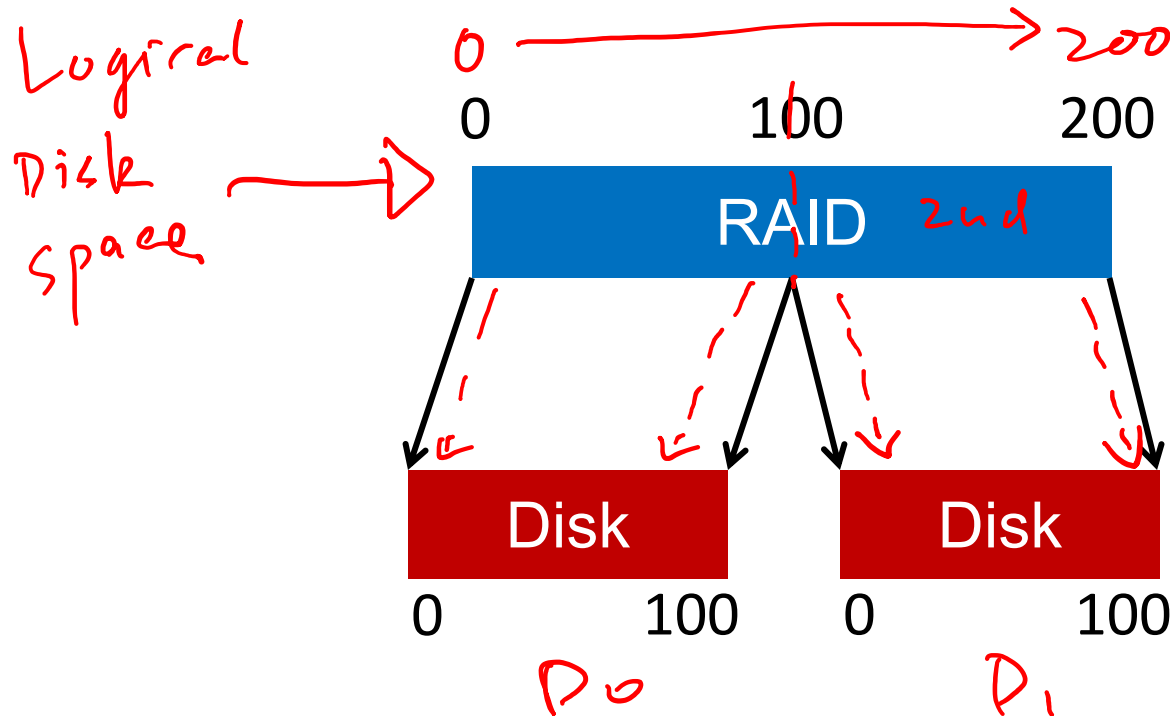 Logical
Disk
space
0 200
0 100 200
RAID 2nd
Disk Disk
0 100 0 100
D0 D1